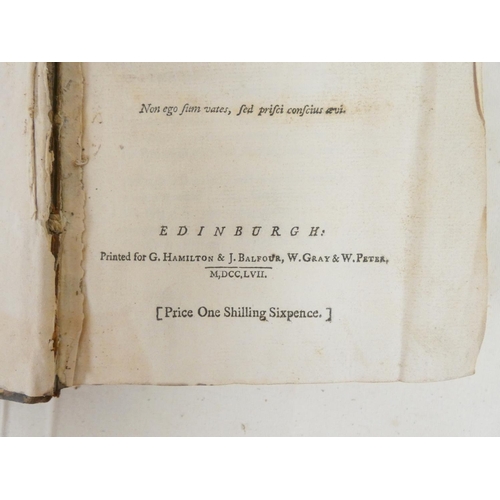 Non ego ſum vates, ſed priſci conſcius ævi.
EDINBURGH:
Printed for G. HAMILTON & J. BALFOUR, W. GRAY & W. PETER.
M,DCC,LVII.
[Price One Shilling Sixpence.]